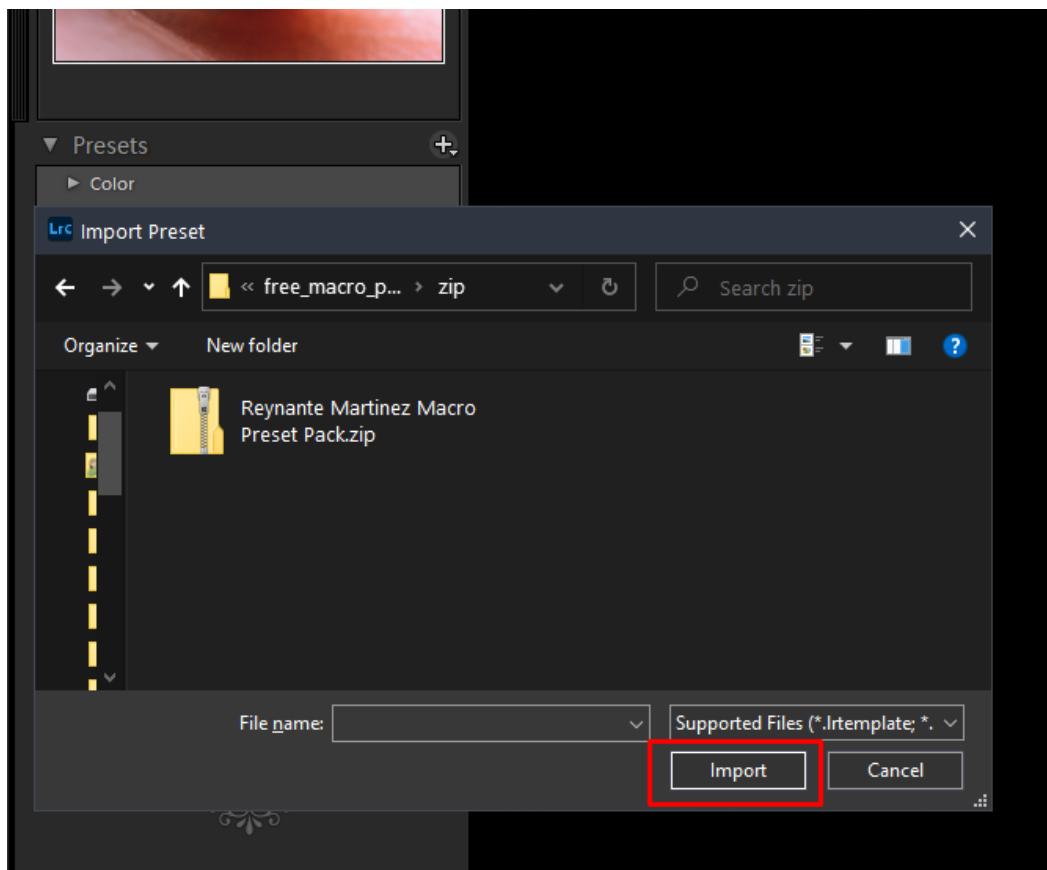 Presets
Color
LrC Import Preset
« free_macro_p... › zip
Search zip
Organize
New folder
Reynante Martinez Macro
Preset Pack.zip
File name:
Supported Files (*.lrtemplate; *.
Import
Cancel